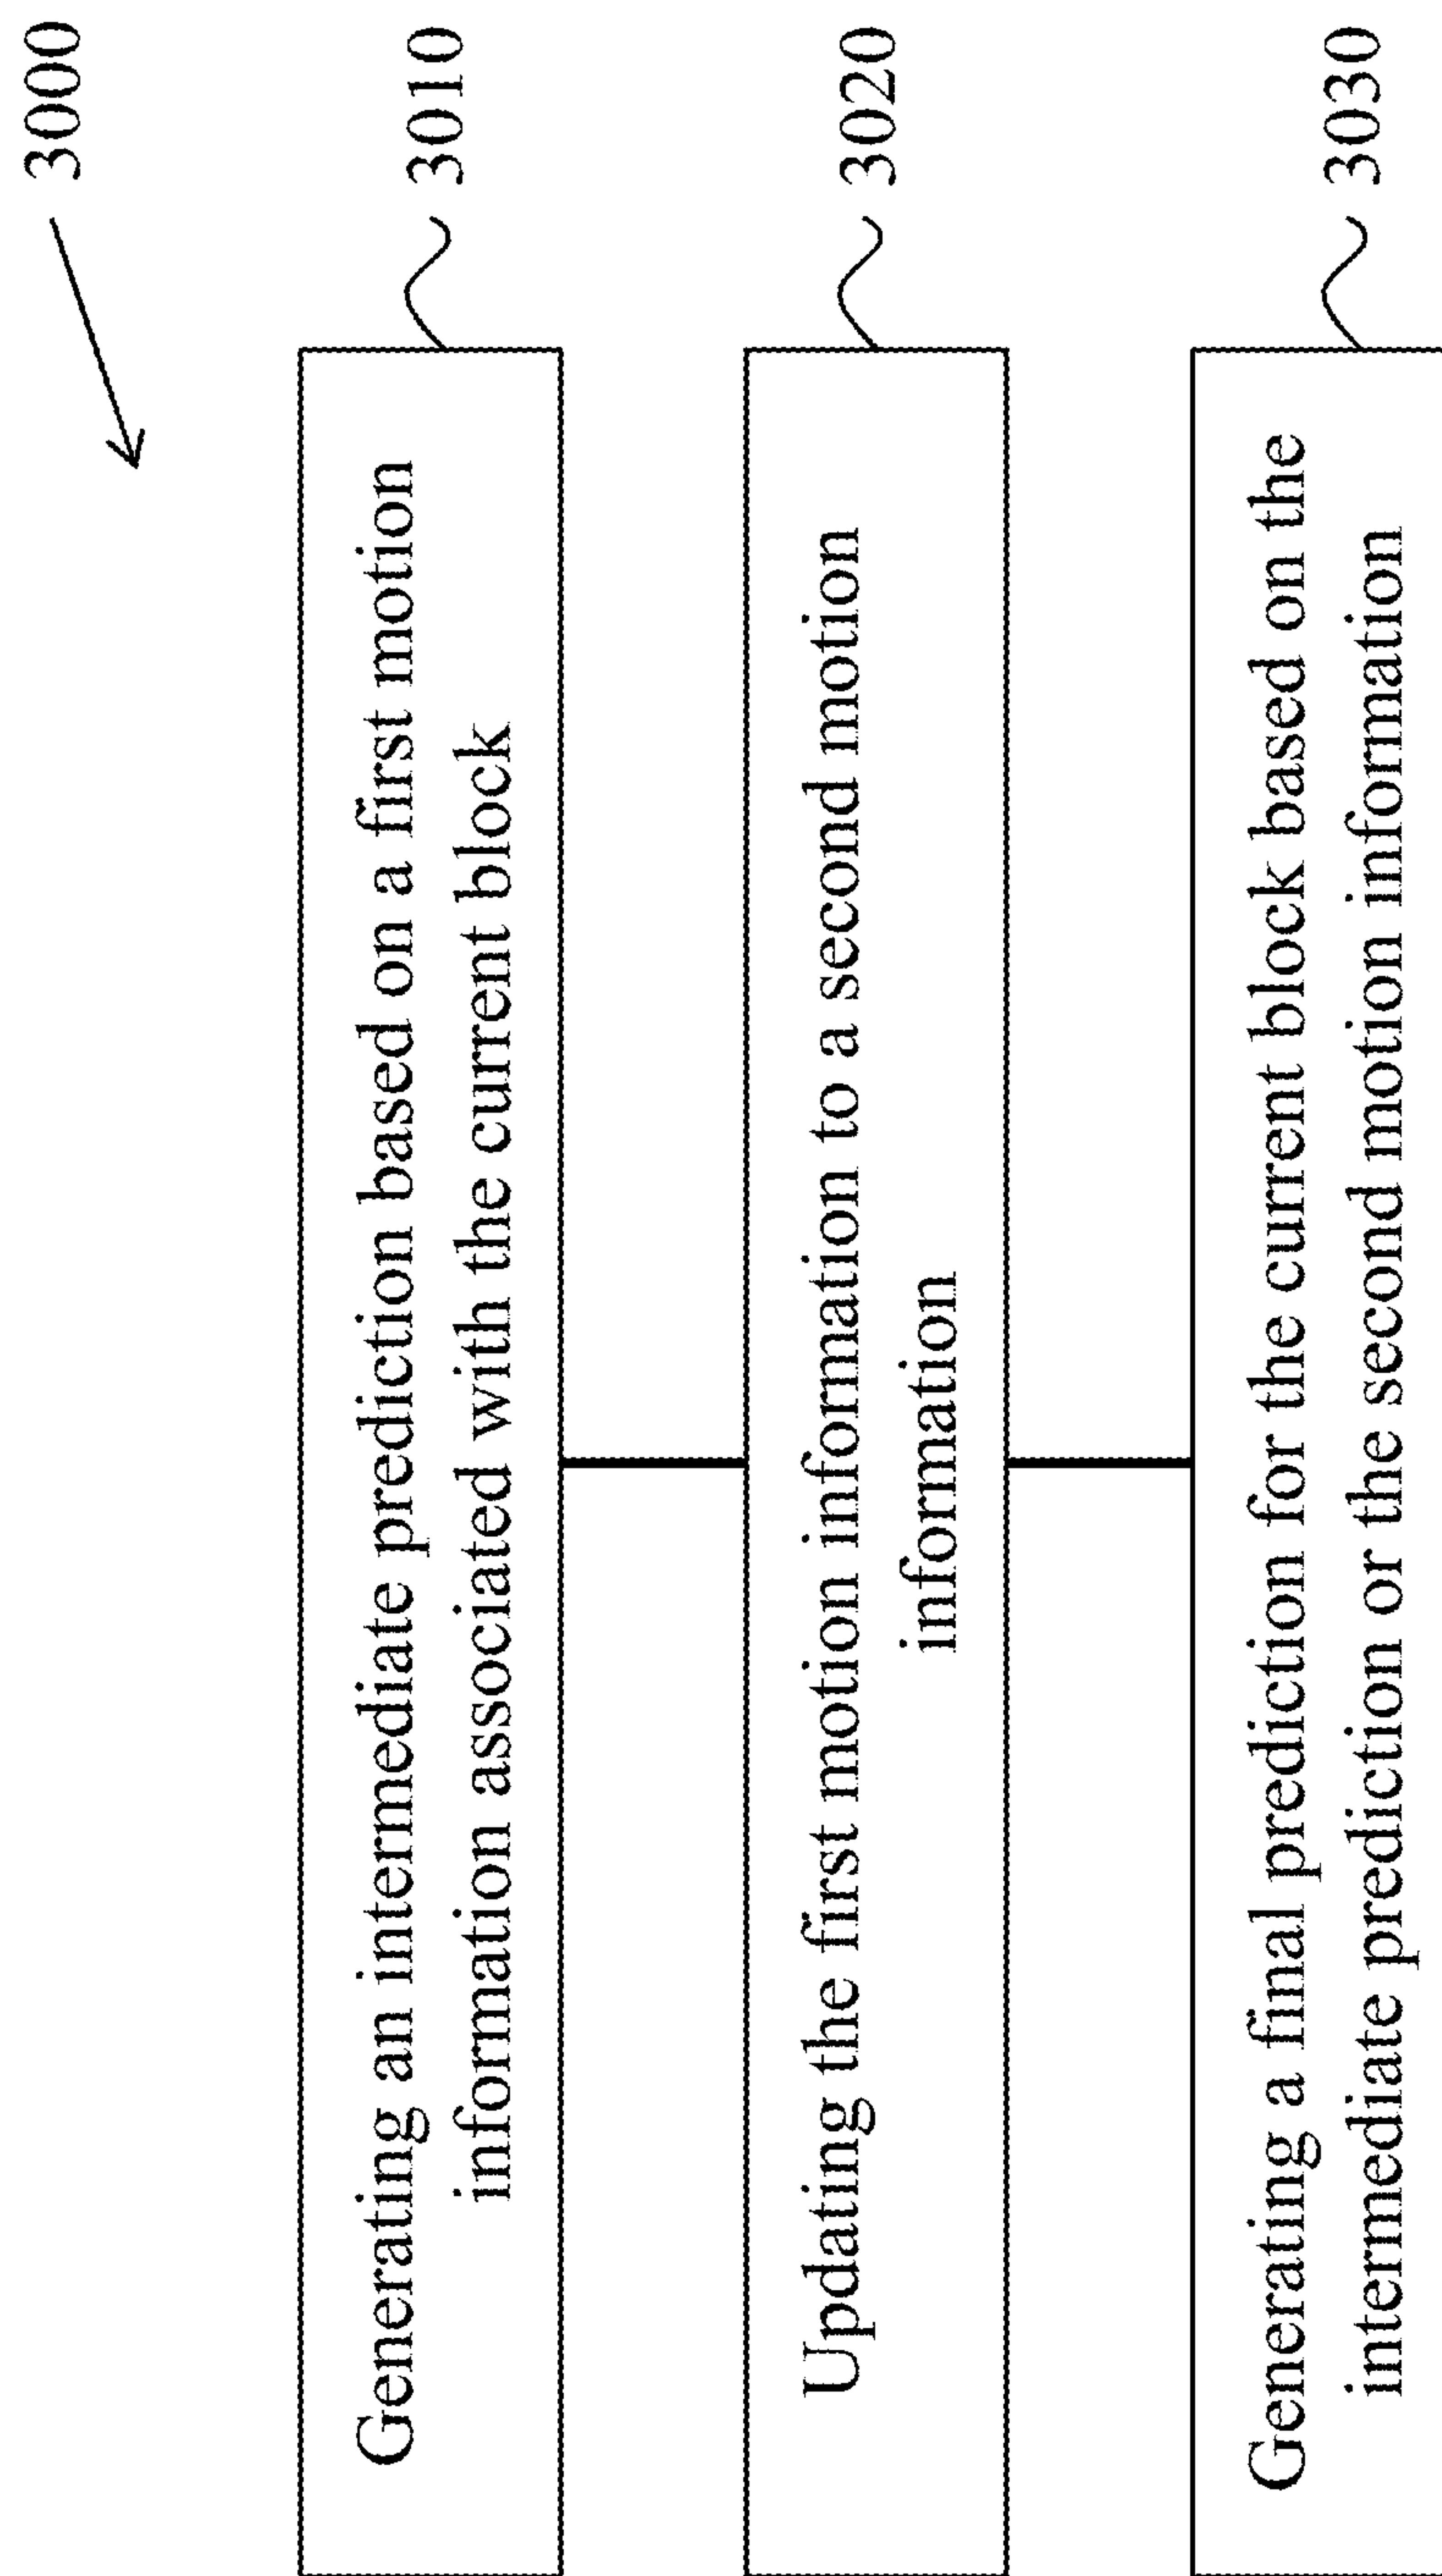 3000
Generating an intermediate prediction based on a first motion
information associated with the current block
3010
Updating the first motion information to a second motion
information
3020
Generating a final prediction for the current block based on the
intermediate prediction or the second motion information
3030